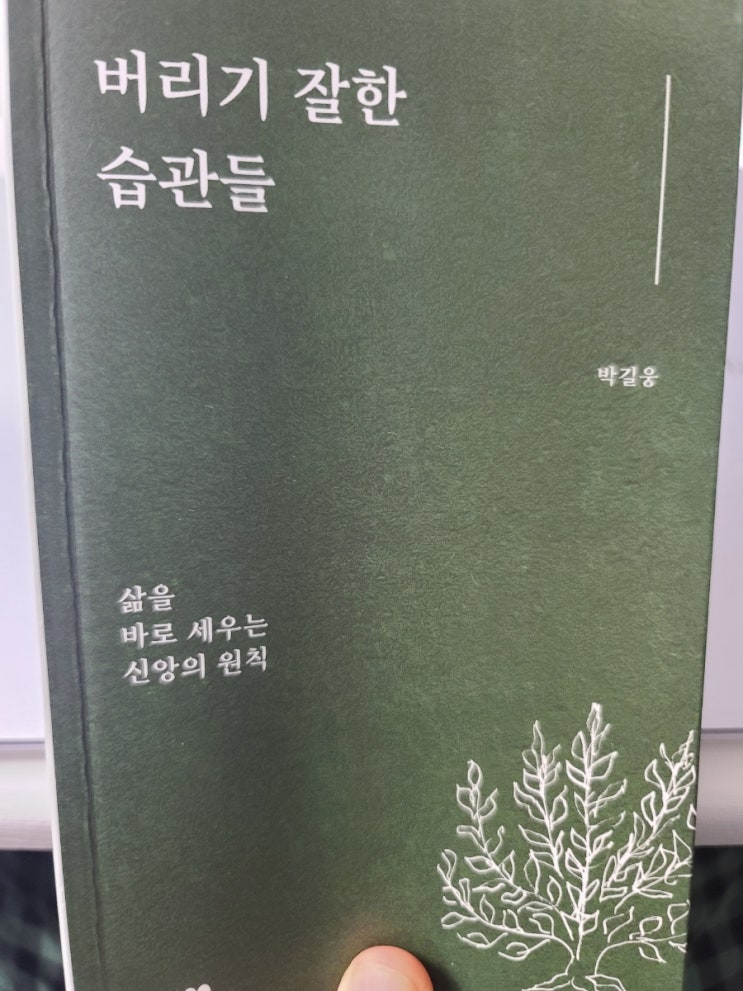 버리기 잘한
습관들
박길웅
삶을
바로 세우는
신앙의 원칙